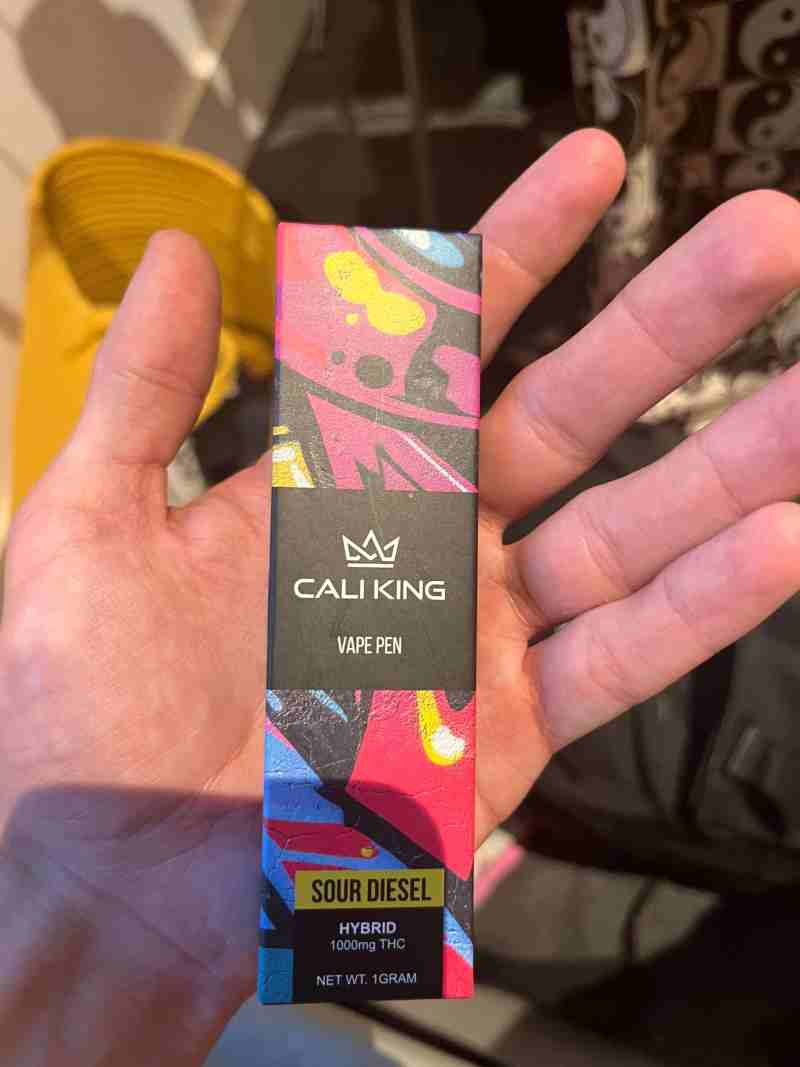 CALI KING
VAPE PEN
SOUR DIESEL
HYBRID
1000mg THC
NET WT. 1GRAM